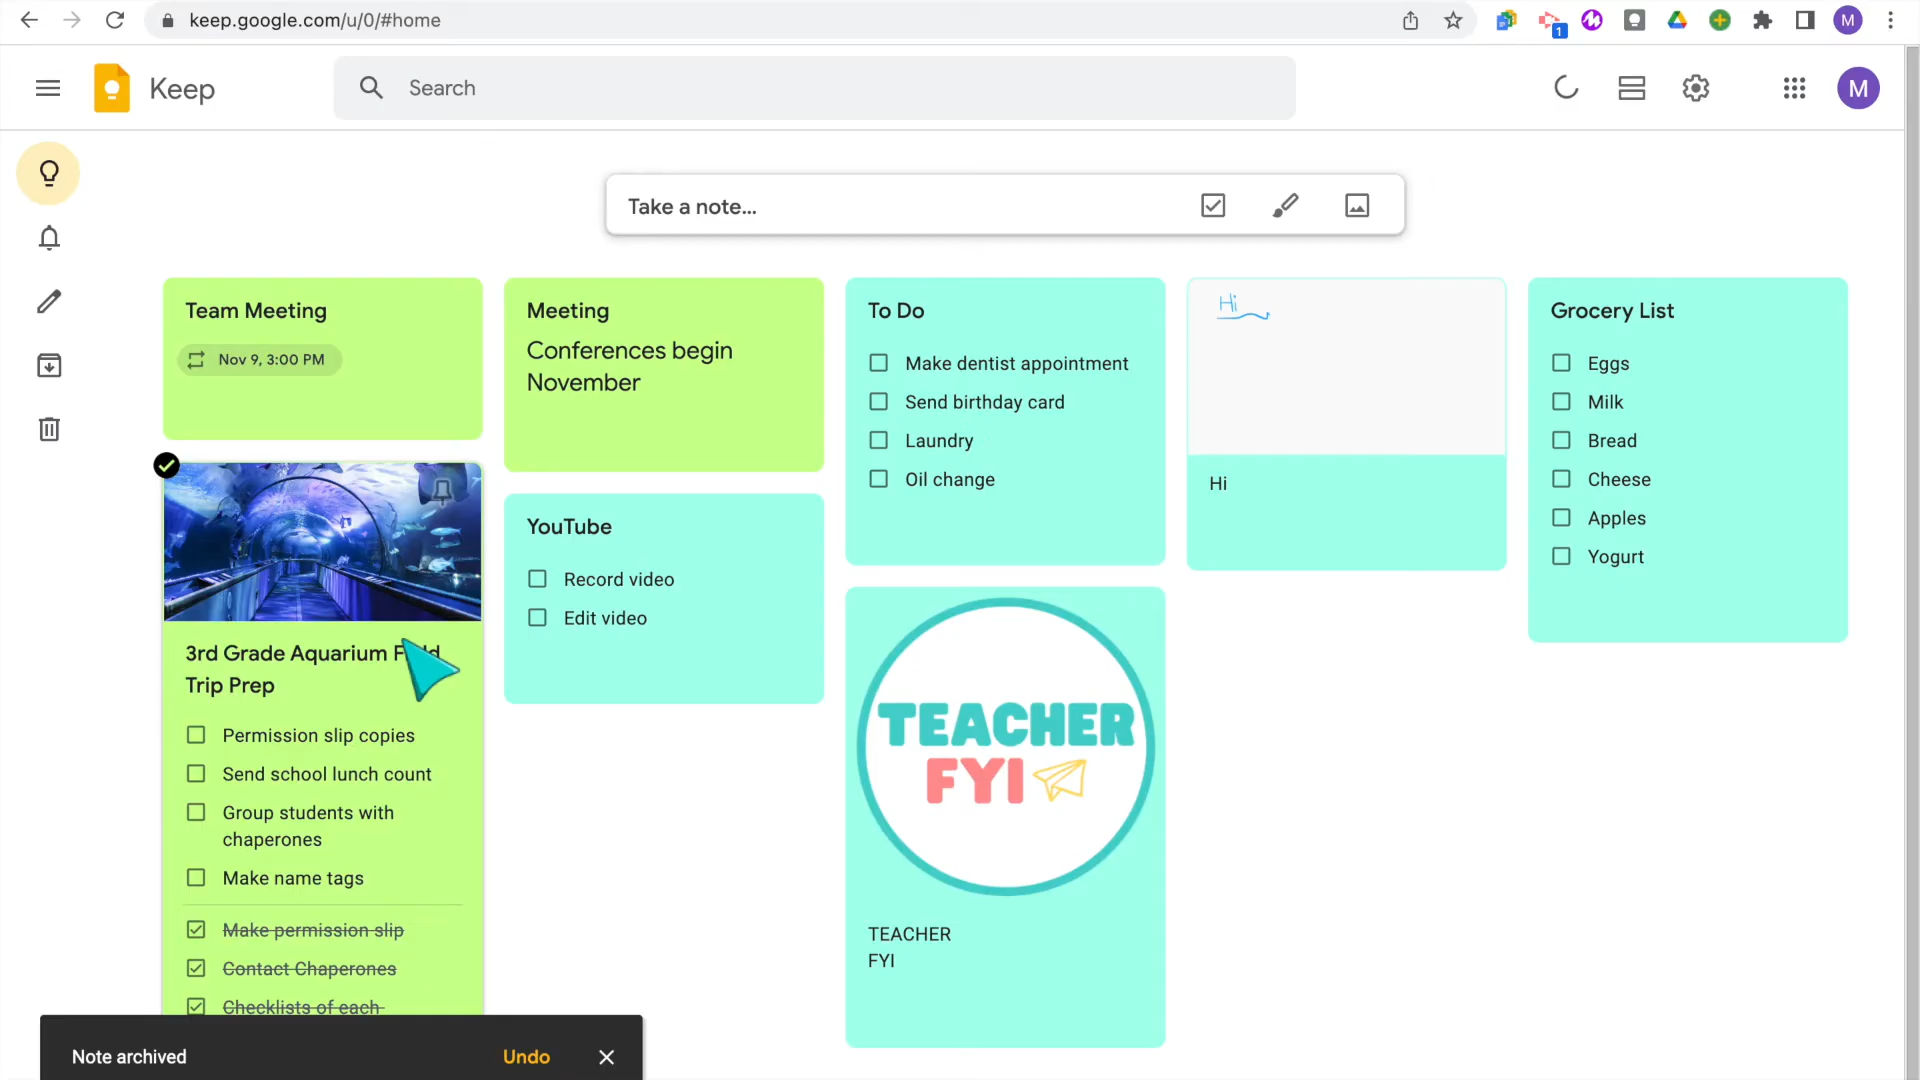 keep.google.com/u/0/#home
1
M
Keep
Search
M
Take a note...
Team Meeting
Nov 9, 3:00 PM
3rd Grade Aquarium Field
Trip Prep
Permission slip copies
Send school lunch count
Group students with
chaperones
Make name tags
Make permission slip
Contact Chaperones
Checklists of each
Meeting
Conferences begin
November
YouTube
Record video
Edit video
To Do
Make dentist appointment
Send birthday card
Laundry
Oil change
TEACHER
FYI
TEACHER
FYI
Hi
Hi
Grocery List
Eggs
Milk
Bread
Cheese
Apples
Yogurt
Note archived
Undo